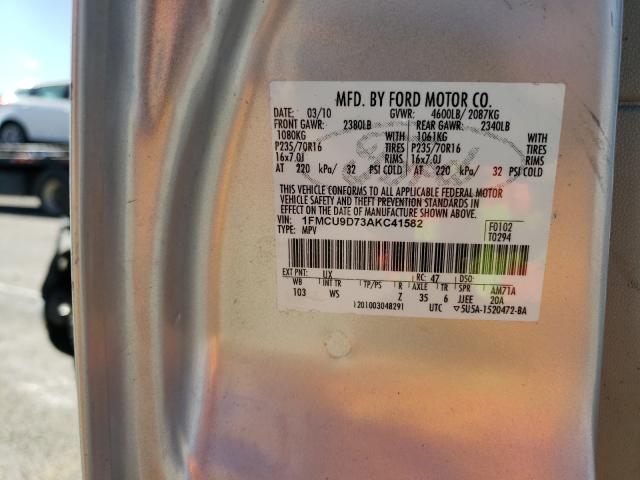 MFD. BY FORD MOTOR CO.
DATE: 03/10 GVWR: 4600LB/ 2087KG
FRONT GAWR: 2380LB REAR GAWR: 2340LB
1080KG WITH 1061KG WITH
P235/70R16 TIRES P235/70R16 TIRES
16x7.0J RIMS 16x7.0J RIMS
AT 220 kPa/ 32 PSI COLD AT 220 kPa/ 32 PSI COLD
THIS VEHICLE CONFORMS TO ALL APPLICABLE FEDERAL MOTOR
VEHICLE SAFETY AND THEFT PREVENTION STANDARDS IN
EFFECT ON THE DATE OF MANUFACTURE SHOWN ABOVE.
VIN: 1FMCU9D73AKC41582 F0102
TYPE: MPV T0294
EXT PNT: UX RC: 47 DSO:
WB INT TR TP/PS R AXLE TR SPR AM71A
103 WS Z 35 6 JJEE 20A
1201003048291 UTC ▽5U5A-1520472-BA